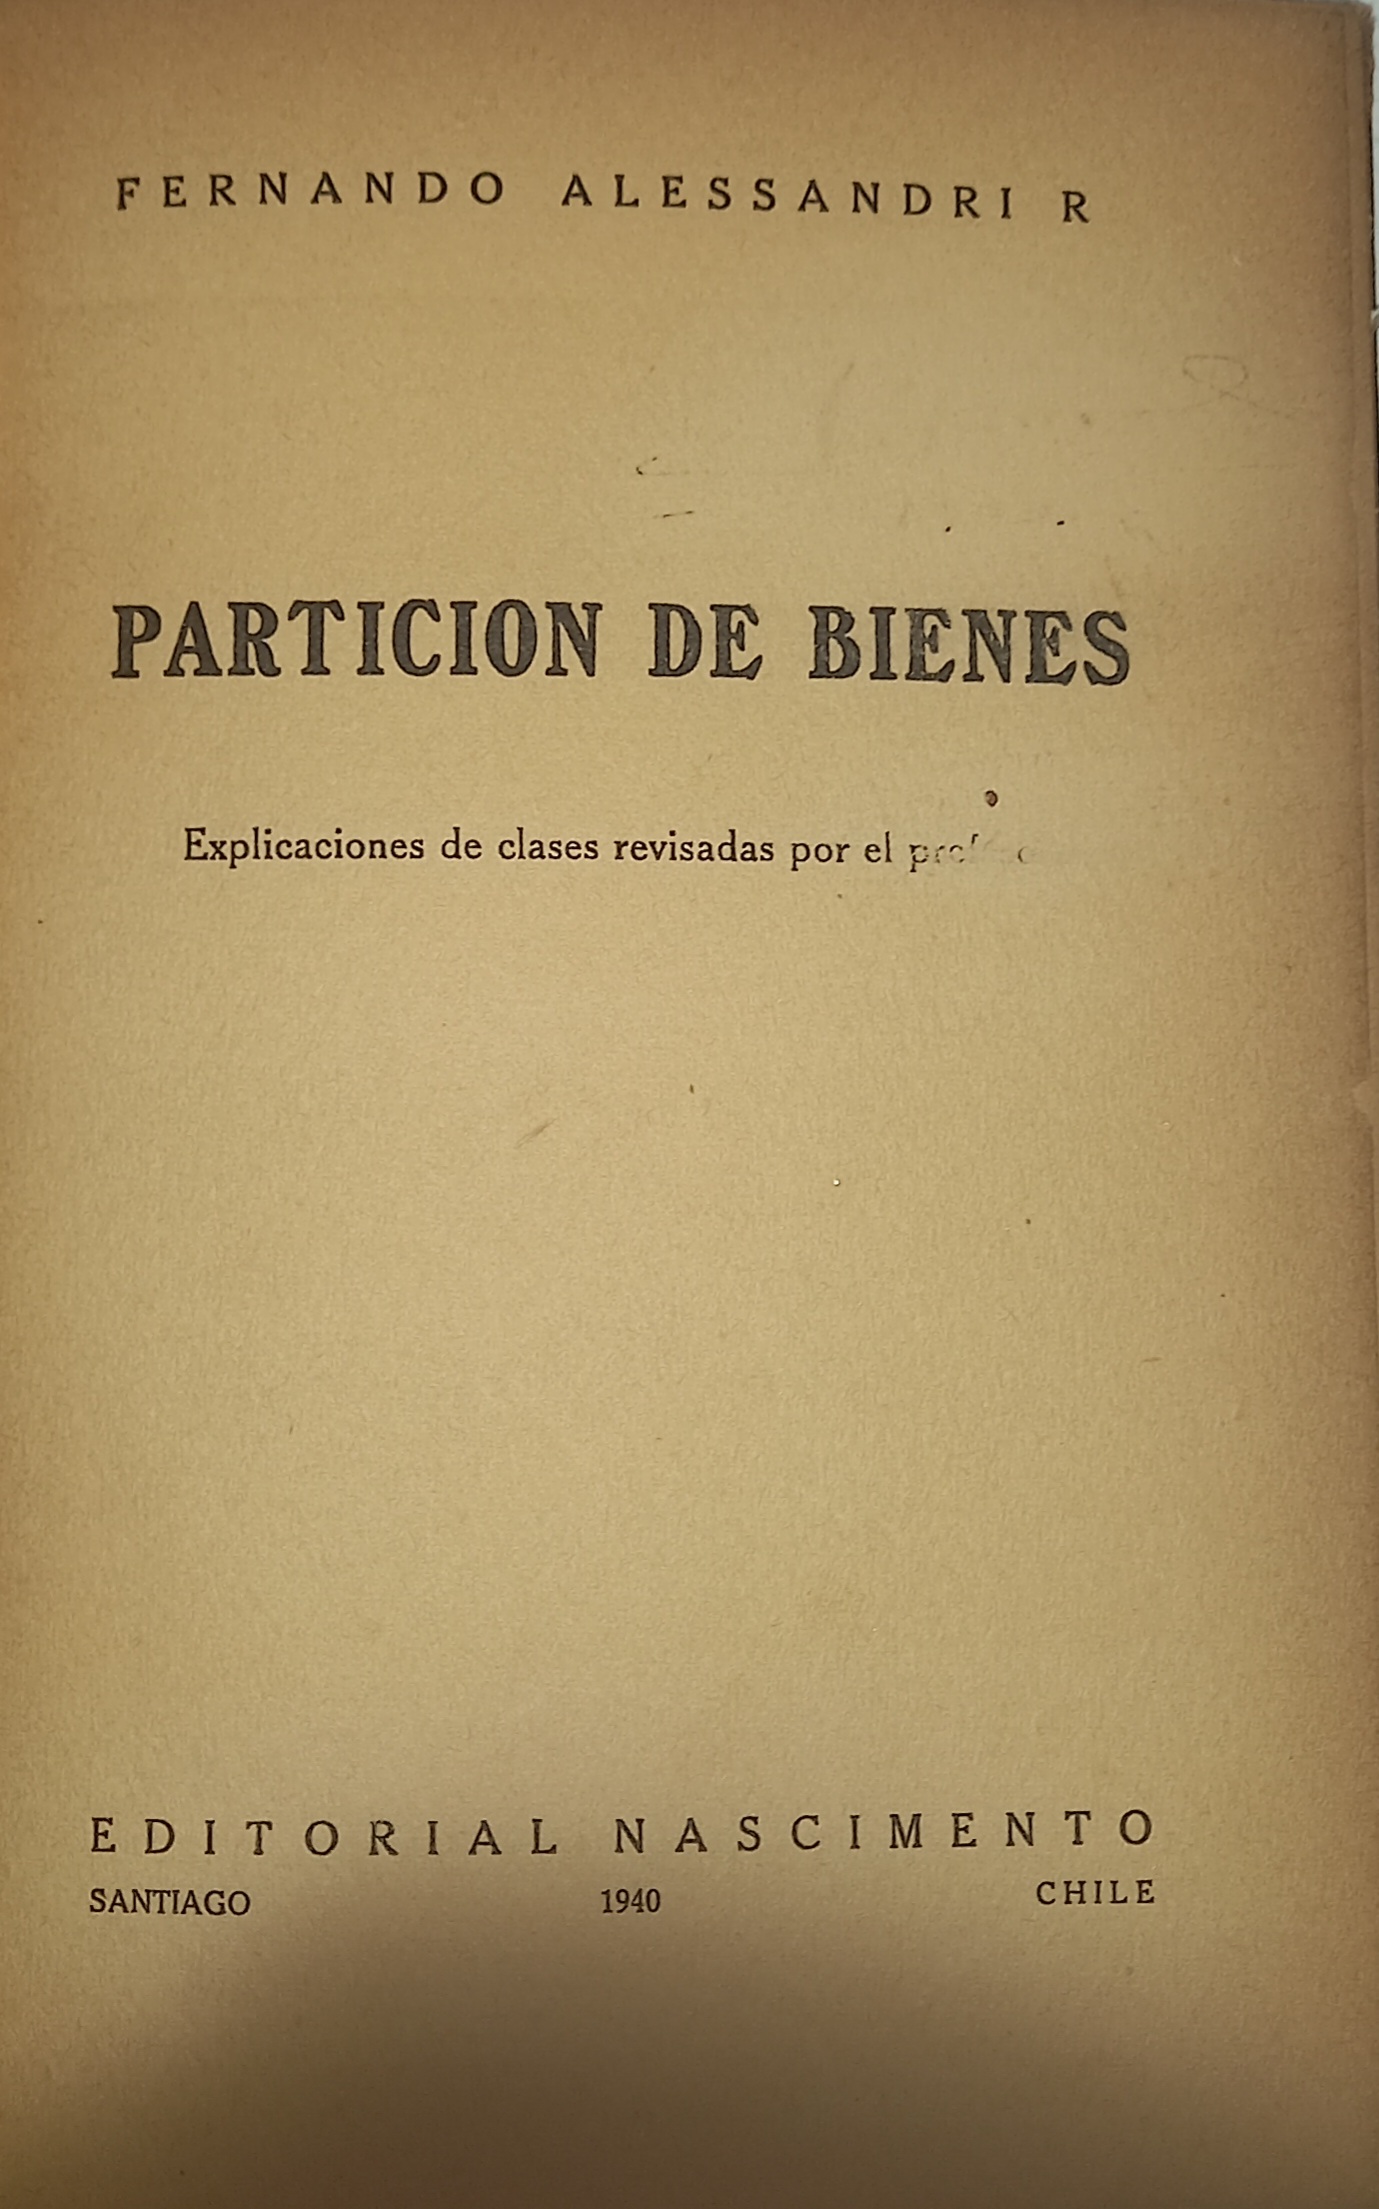 FERNANDO ALESSANDRI R
PARTICION DE BIENES
Explicaciones de clases revisadas por el
EDITORIAL NASCIMENTO
SANTIAGO 1940 CHILE